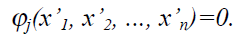 φj(x’1, x’2, ..., x’n)=0.